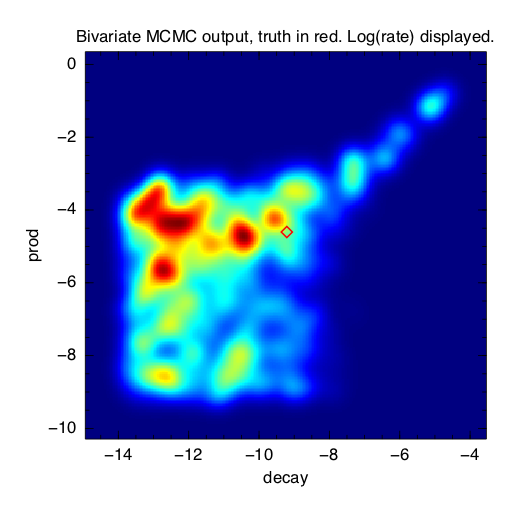 Bivariate MCMC output, truth in red. Log(rate) displayed.
0
−2
−4
−6
−8
−10
prod
−14 −12 −10 −8 −6 −4
decay